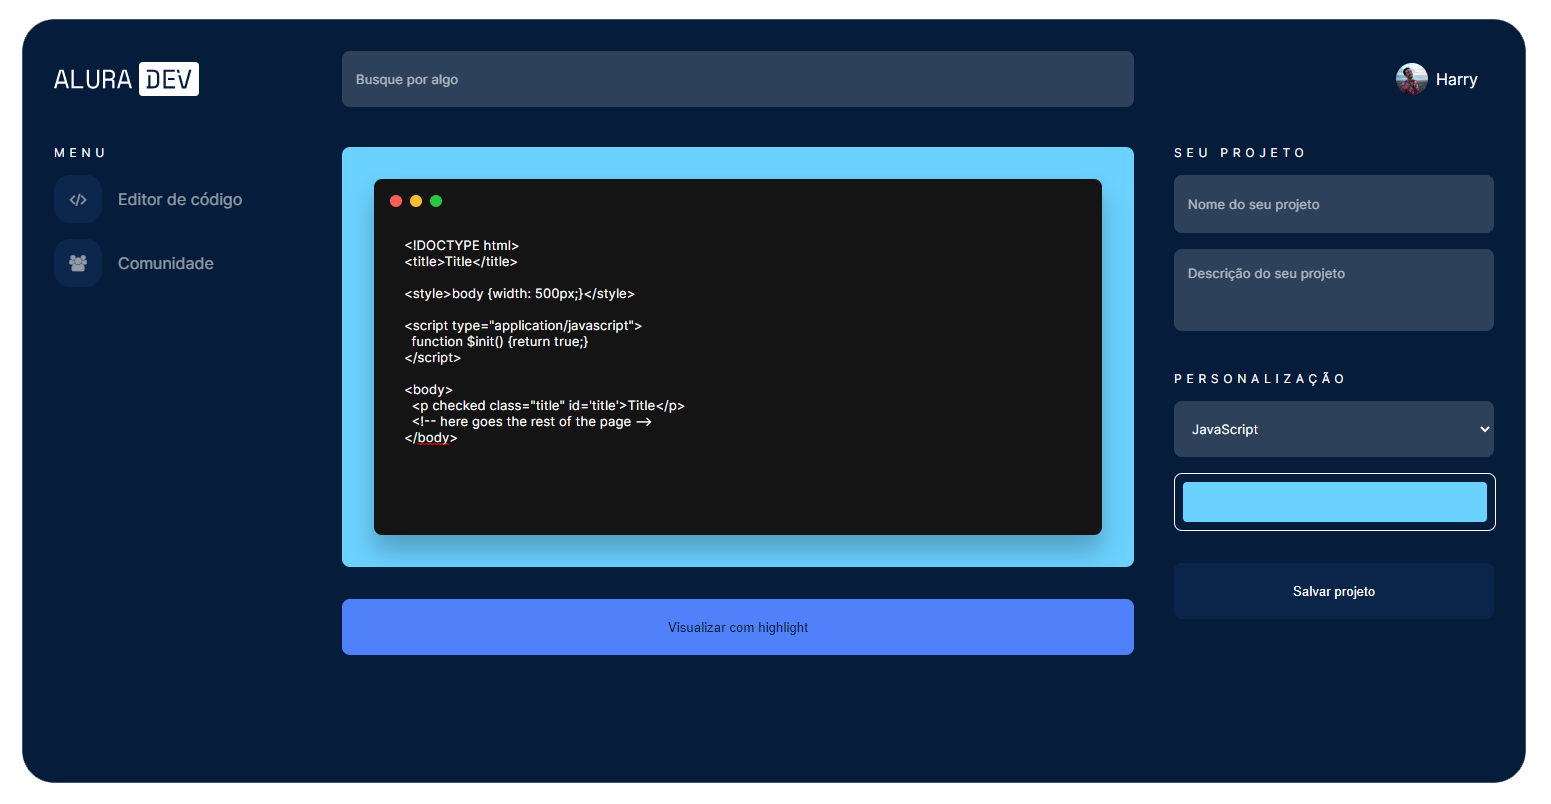 ALURA DEV
Busque por algo
Harry
MENU
Editor de código
Comunidade
<!DOCTYPE html>
<title>Title</title>
<style>body {width: 500px;}</style>
<script type="application/javascript">
  function $init() {return true;}
</script>
<body>
  <p checked class="title" id='title'>Title</p>
  <!-- here goes the rest of the page -->
</body>
Visualizar com highlight
SEU PROJETO
Nome do seu projeto
Descrição do seu projeto
PERSONALIZAÇÃO
JavaScript
Salvar projeto